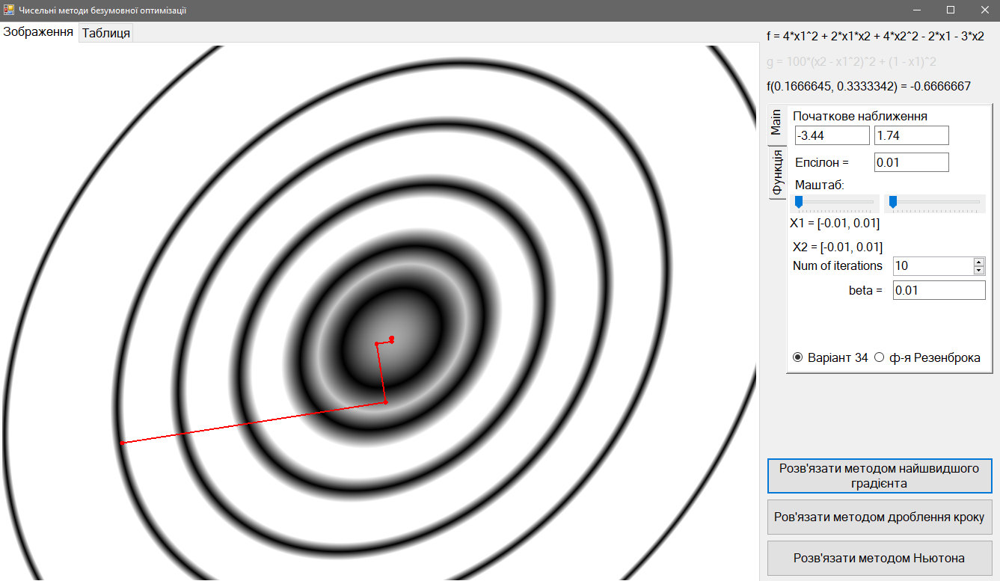 Чисельні методи безумовної оптимізації
Зображення Таблиця
f = 4*x1^2 + 2*x1*x2 + 4*x2^2 - 2*x1 - 3*x2
g = 100*(x2 - x1^2)^2 + (1 - x1)^2
f(0.1666645, 0.3333342) = -0.6666667
Main
Функція
Початкове наближення
-3.44 1.74
Епсілон = 0.01
Маштаб:
X1 = [-0.01, 0.01]
X2 = [-0.01, 0.01]
Num of iterations 10
beta = 0.01
Варіант 34 ф-я Резенброка
Розв'язати методом найшвидшого
градієнта
Ров'язати методом дроблення кроку
Розв'язати методом Ньютона